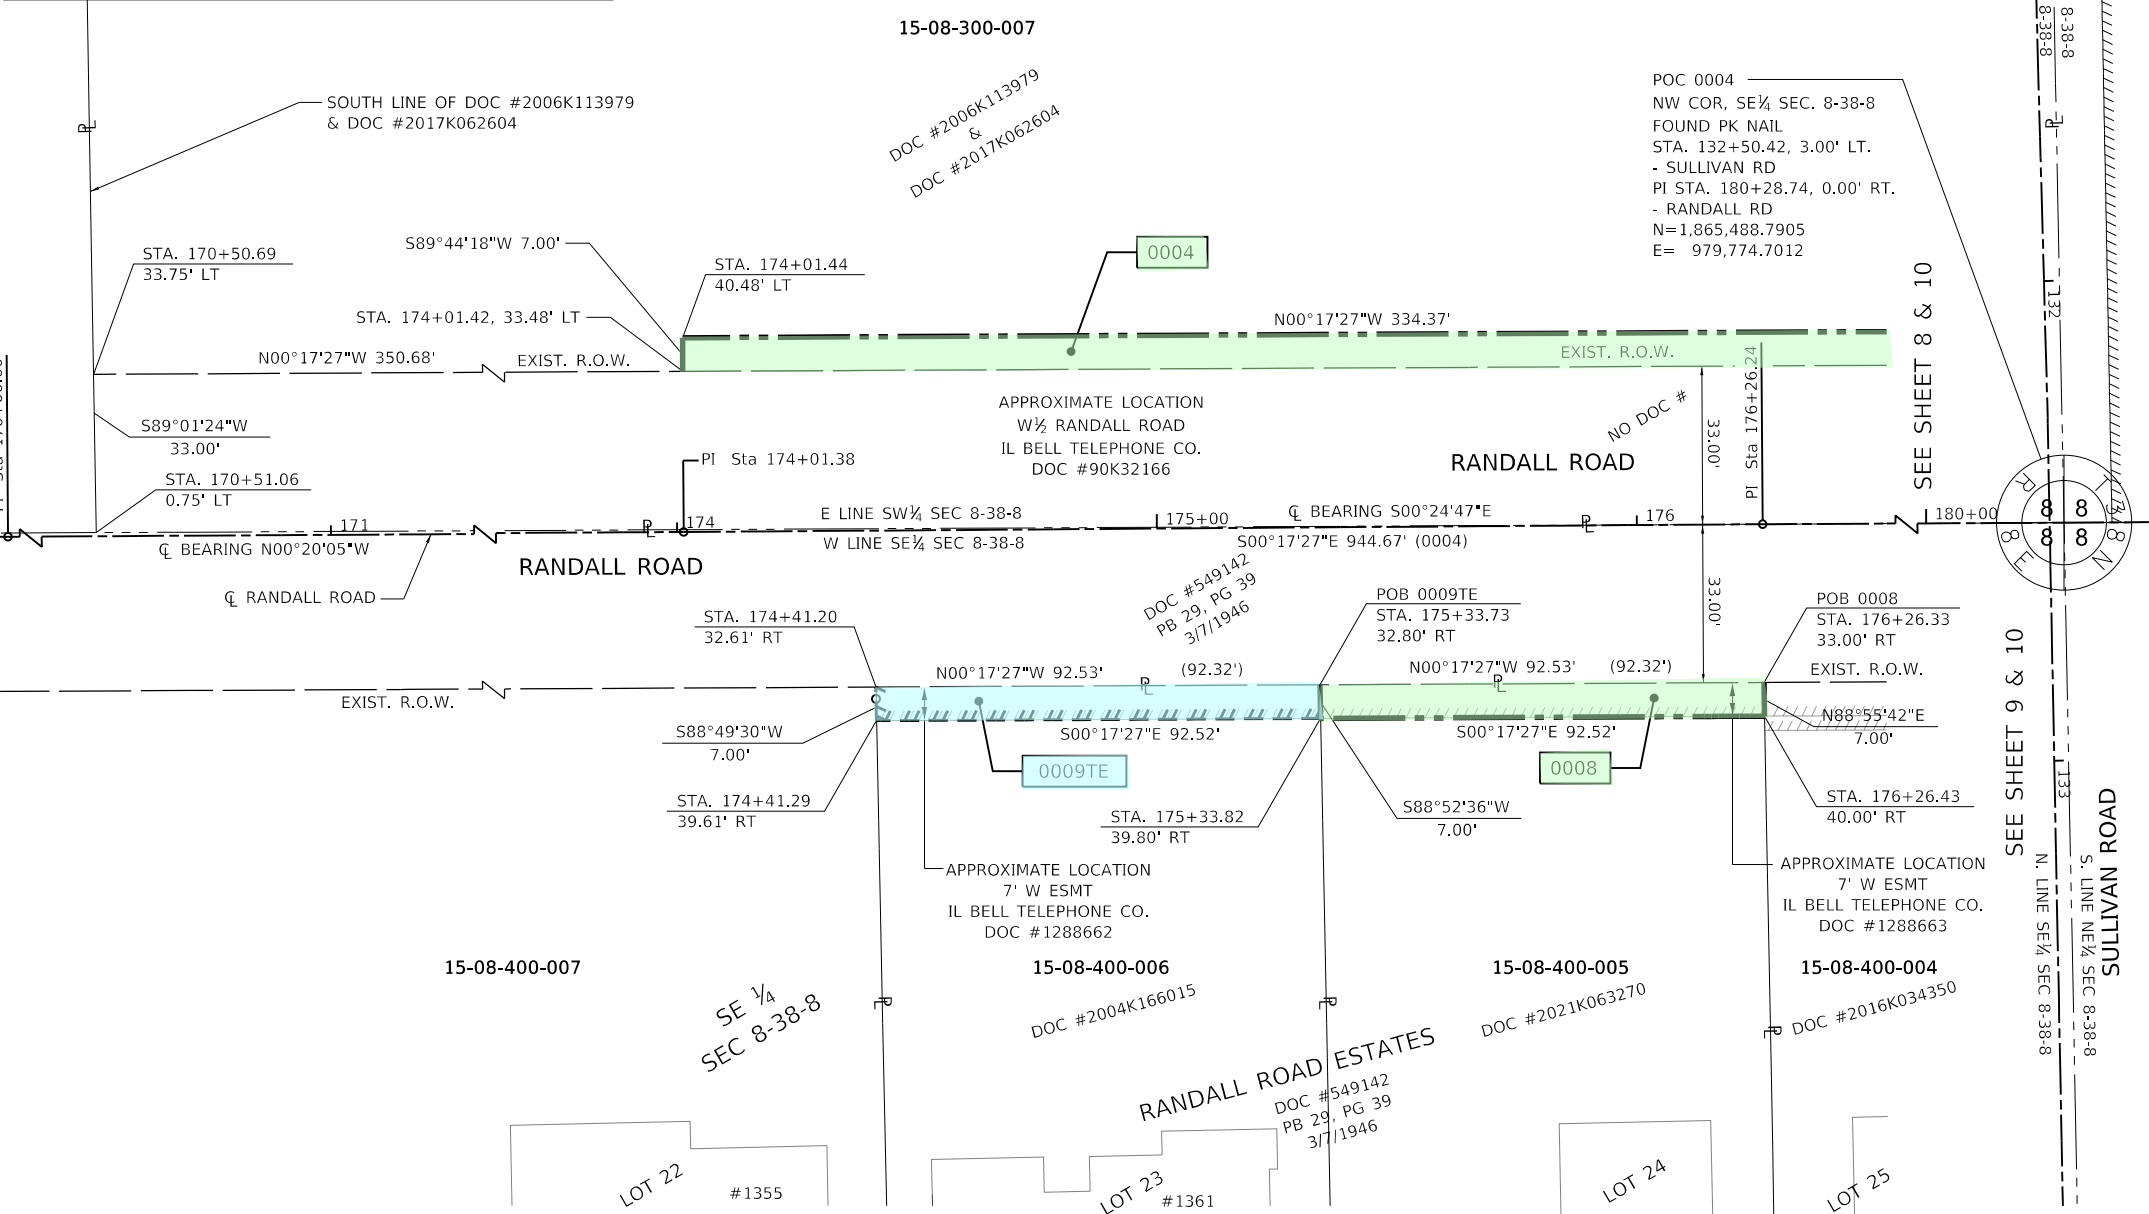 15-08-300-007
SOUTH LINE OF DOC #2006K113979
& DOC #2017K062604
DOC #2006K113979
&
DOC #2017K062604
POC 0004
NW COR, SE¼ SEC. 8-38-8
FOUND PK NAIL
STA. 132+50.42, 3.00' LT.
- SULLIVAN RD
PI STA. 180+28.74, 0.00' RT.
- RANDALL RD
N=1,865,488.7905
E= 979,774.7012
8-38-8
8-38-8
STA. 170+50.69
33.75' LT
S89°44'18"W 7.00'
STA. 174+01.44
40.48' LT
0004
STA. 174+01.42, 33.48' LT
N00°17'27"W 334.37'
N00°17'27"W 350.68'
EXIST. R.O.W.
EXIST. R.O.W.
SEE SHEET 8 & 10
132
S89°01'24"W
33.00'
APPROXIMATE LOCATION
W½ RANDALL ROAD
IL BELL TELEPHONE CO.
DOC #90K32166
NO DOC #
33.00'
PI Sta 176+26.24
RANDALL ROAD
PI Sta 174+01.38
STA. 170+51.06
0.75' LT
171
174
E LINE SW¼ SEC 8-38-8
175+00
℄ BEARING S00°24'47"E
176
180+00
℄ BEARING N00°20'05"W
W LINE SE¼ SEC 8-38-8
S00°17'27"E 944.67' (0004)
RANDALL ROAD
℄ RANDALL ROAD
8 8
8 8
R 8 E
T 38 N
DOC #549142
PB 29, PG 39
3/7/1946
33.00'
STA. 174+41.20
32.61' RT
POB 0009TE
STA. 175+33.73
32.80' RT
POB 0008
STA. 176+26.33
33.00' RT
EXIST. R.O.W.
N00°17'27"W 92.53' (92.32')
N00°17'27"W 92.53' (92.32')
EXIST. R.O.W.
S88°49'30"W
7.00'
S00°17'27"E 92.52'
S00°17'27"E 92.52'
N88°55'42"E
7.00'
0009TE
0008
SEE SHEET 9 & 10
133
STA. 174+41.29
39.61' RT
STA. 175+33.82
39.80' RT
S88°52'36"W
7.00'
STA. 176+26.43
40.00' RT
APPROXIMATE LOCATION
7' W ESMT
IL BELL TELEPHONE CO.
DOC #1288662
APPROXIMATE LOCATION
7' W ESMT
IL BELL TELEPHONE CO.
DOC #1288663
N. LINE SE¼ SEC 8-38-8
S. LINE NE¼ SEC 8-38-8
SULLIVAN ROAD
15-08-400-007
15-08-400-006
15-08-400-005
15-08-400-004
SE ¼
SEC 8-38-8
DOC #2004K166015
DOC #2021K063270
DOC #2016K034350
RANDALL ROAD ESTATES
DOC #549142
PB 29, PG 39
3/7/1946
LOT 22
#1355
LOT 23
#1361
LOT 24
LOT 25